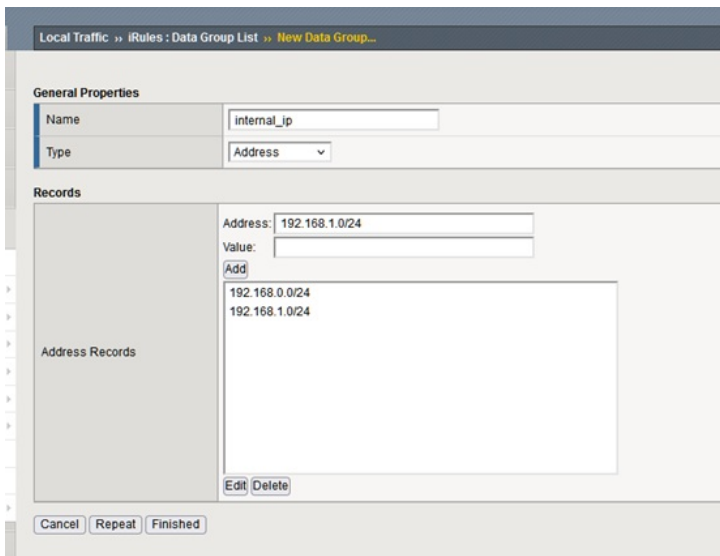 Local Traffic ›› iRules : Data Group List ›› New Data Group...
General Properties
Name internal_ip
Type Address
Records
Address: 192.168.1.0/24
Value:
Add
192.168.0.0/24
192.168.1.0/24
Address Records
Edit Delete
Cancel Repeat Finished